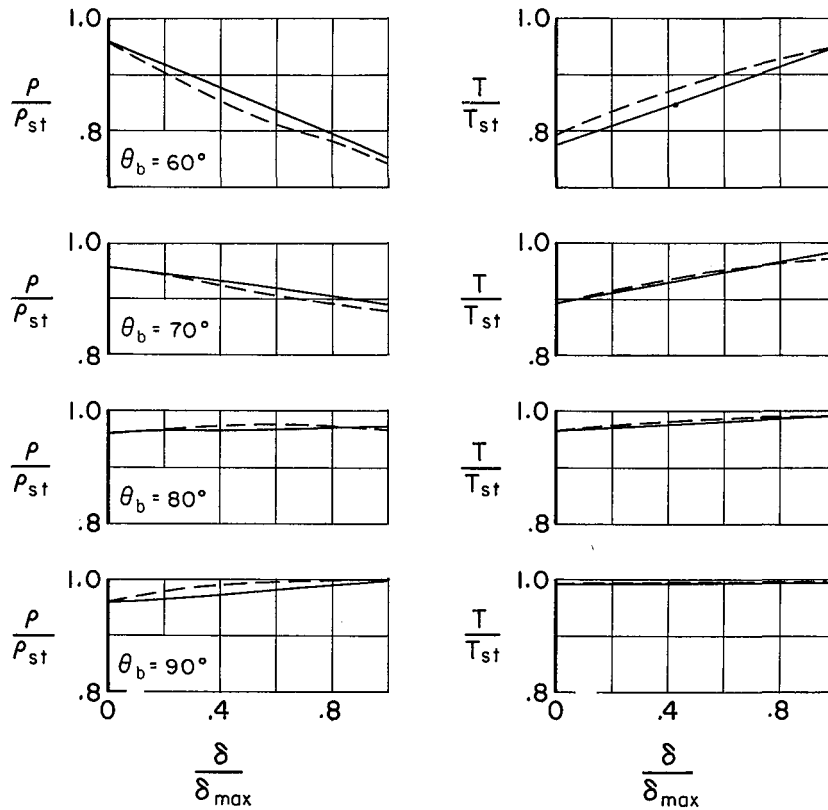 1.0
ρ
ρst
.8
θb = 60°
1.0
T
Tst
.8
1.0
ρ
ρst
.8
θb = 70°
1.0
T
Tst
.8
1.0
ρ
ρst
.8
θb = 80°
1.0
T
Tst
.8
1.0
ρ
ρst
.8
θb = 90°
0 .4 .8
δ
δmax
1.0
T
Tst
.8
0 .4 .8
δ
δmax